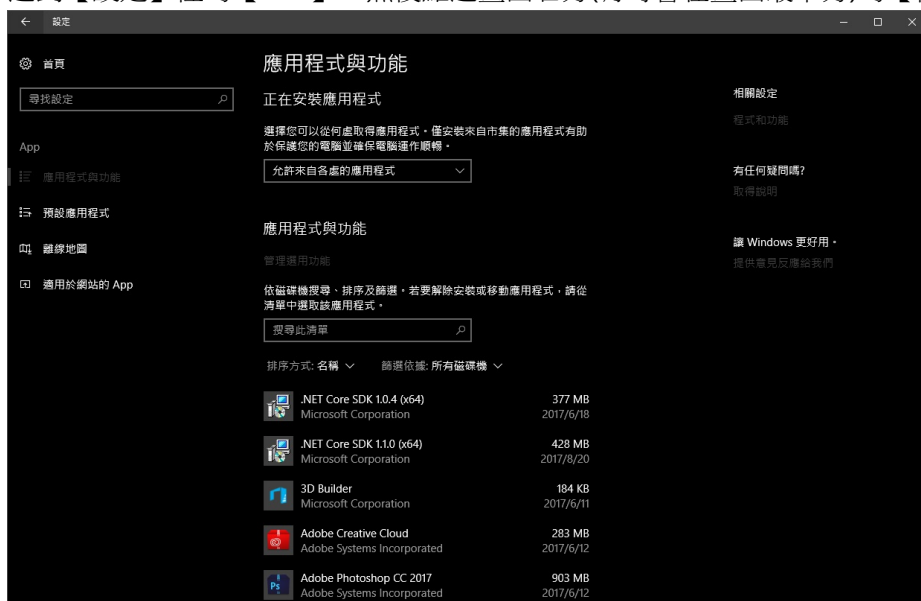 設定
首頁
尋找設定
App
應用程式與功能
預設應用程式
離線地圖
適用於網站的 App
應用程式與功能
正在安裝應用程式
選擇您可以從何處取得應用程式。僅安裝來自市集的應用程式有助
於保護您的電腦並確保電腦運作順暢。
允許來自各處的應用程式
應用程式與功能
管理選用功能
依磁碟機搜尋、排序及篩選。若要解除安裝或移動應用程式，請從
清單中選取該應用程式。
搜尋此清單
排序方式: 名稱 篩選依據: 所有磁碟機
.NET Core SDK 1.0.4 (x64) 377 MB
Microsoft Corporation 2017/6/18
.NET Core SDK 1.1.0 (x64) 428 MB
Microsoft Corporation 2017/8/20
3D Builder 184 KB
Microsoft Corporation 2017/6/11
Adobe Creative Cloud 283 MB
Adobe Systems Incorporated 2017/6/12
Adobe Photoshop CC 2017 903 MB
Adobe Systems Incorporated 2017/6/12
相關設定
程式和功能
有任何疑問嗎?
取得說明
讓 Windows 更好用。
提供意見反應給我們